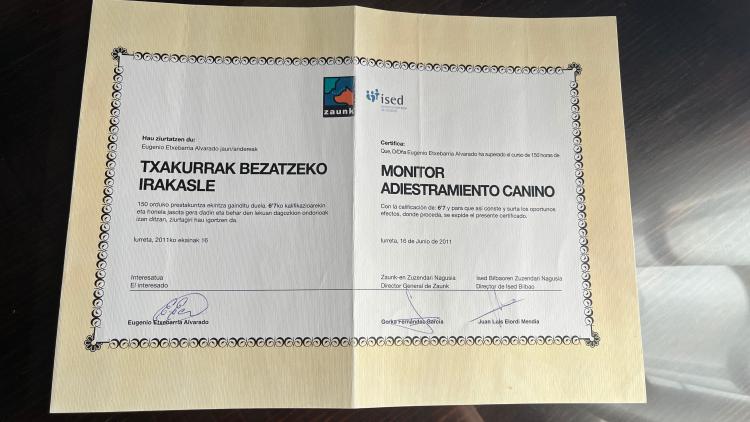 zaunk
ised
Hau ziurtatzen du:
Eugenio Etxebarria Alvarado jaun/andereak
TXAKURRAK BEZATZEKO
IRAKASLE
150 orduko prestakuntza ekintza gainditu duela, 6'7ko kalifikazioarekin
eta honela jasota gera dadin eta behar den lekuan dagozkion ondorioak
izan ditzan, ziurtagiri hau igortzen da.
Iurreta, 2011ko ekainak 16
Interesatua
El interesado
Eugenio Etxebarria Alvarado
Certifica:
Que, D/Dña Eugenio Etxebarria Alvarado ha superado el curso de 150 horas de
MONITOR
ADIESTRAMIENTO CANINO
Con la calificación de: 6'7 y para que así conste y surta los oportunos
efectos, donde proceda, se expide el presente certificado.
Iurreta, 16 de Junio de 2011
Zaunk-en Zuzendari Nagusia
Director General de Zaunk
Gorka Fernández García
Ised Bilbaoren Zuzendari Nagusia
Director de Ised Bilbao
Juan Luis Elordi Mendia